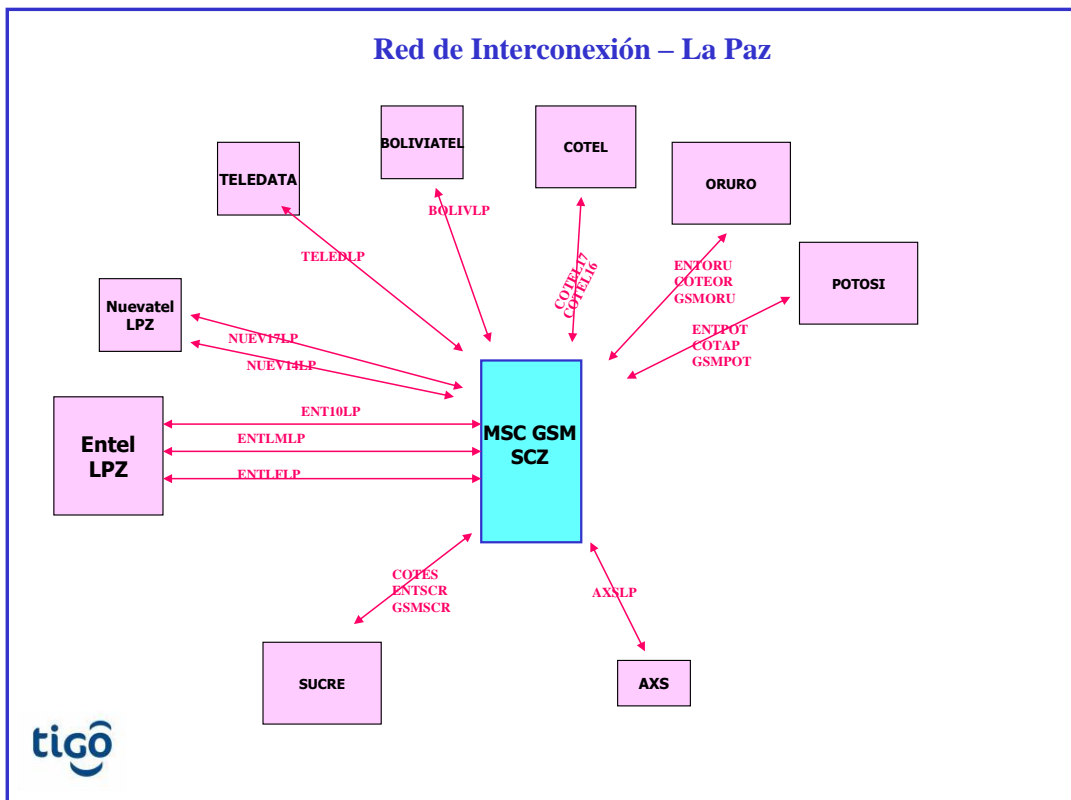 Red de Interconexión – La Paz
BOLIVIATEL
COTEL
TELEDATA
ORURO
BOLIVLP
TELEDLP
COTEL17
COTEL16
ENTORU
COTEOR
GSMORU
POTOSI
Nuevatel
LPZ
NUEV17LP
NUEV14LP
ENTPOT
COTAP
GSMPOT
ENT10LP
ENTLMLP
ENTLFLP
Entel
LPZ
MSC GSM
SCZ
COTES
ENTSCR
GSMSCR
AXSLP
SUCRE
AXS
tigo